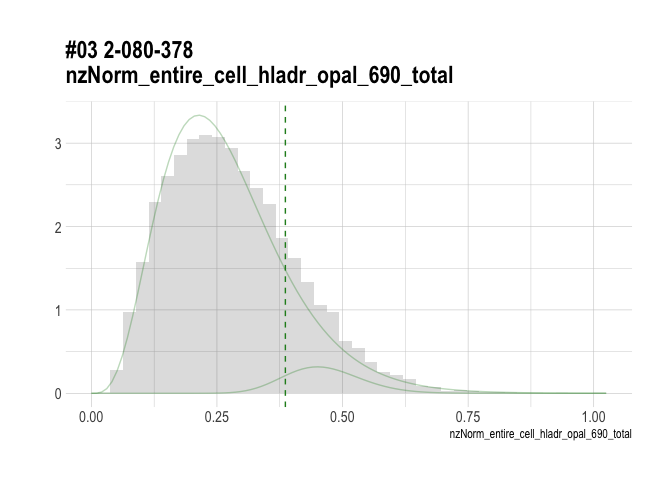 #03 2-080-378
nzNorm_entire_cell_hladr_opal_690_total
3
2
1
0
0.00 0.25 0.50 0.75 1.00
nzNorm_entire_cell_hladr_opal_690_total